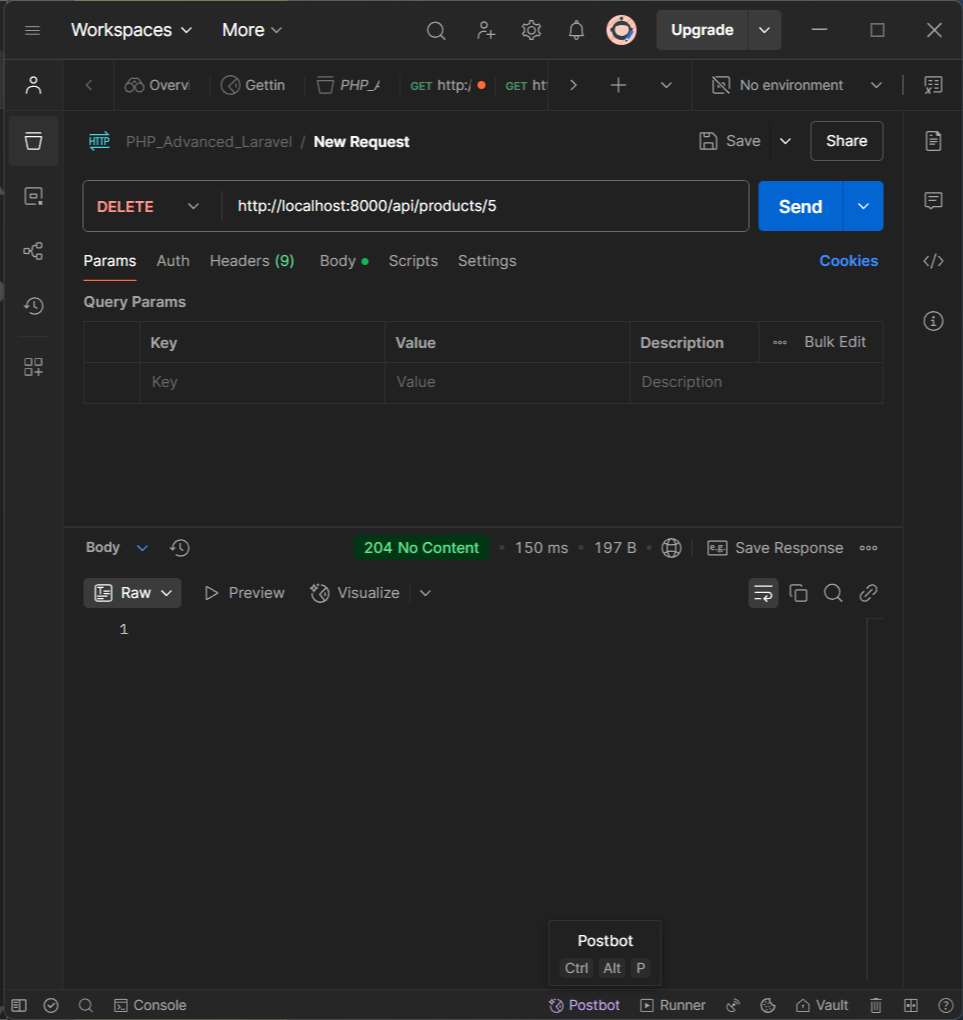 Workspaces More Upgrade
Overvi Gettin PHP_A GET http:/ GET htt No environment
HTTP PHP_Advanced_Laravel / New Request Save Share
DELETE http://localhost:8000/api/products/5 Send
Params Auth Headers (9) Body Scripts Settings Cookies
Query Params
Key Value Description Bulk Edit
Key Value Description
Body 204 No Content 150 ms 197 B e.g. Save Response
Raw Preview Visualize
1
Postbot
Ctrl Alt P
Console Postbot Runner Vault